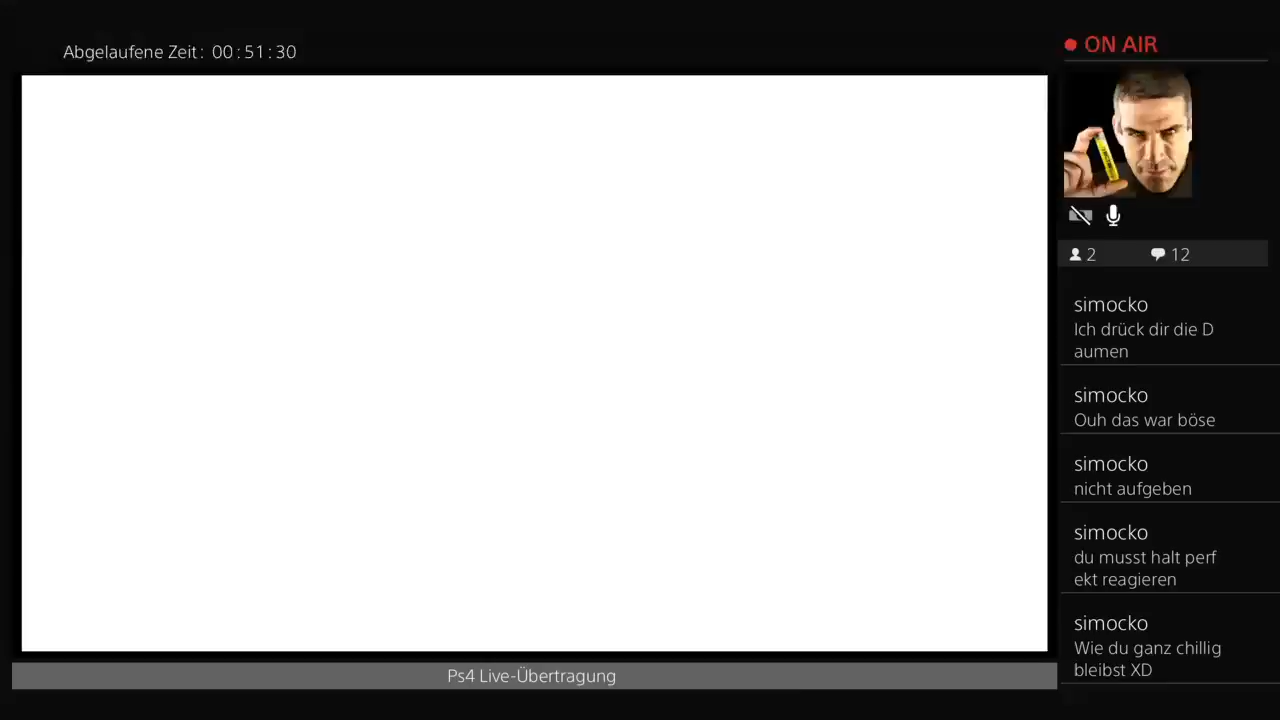 Abgelaufene Zeit: 00:51:30
ON AIR
2
12
simocko
Ich drück dir die D
aumen
simocko
Ouh das war böse
simocko
nicht aufgeben
simocko
du musst halt perf
ekt reagieren
simocko
Wie du ganz chillig
bleibst XD
Ps4 Live-Übertragung